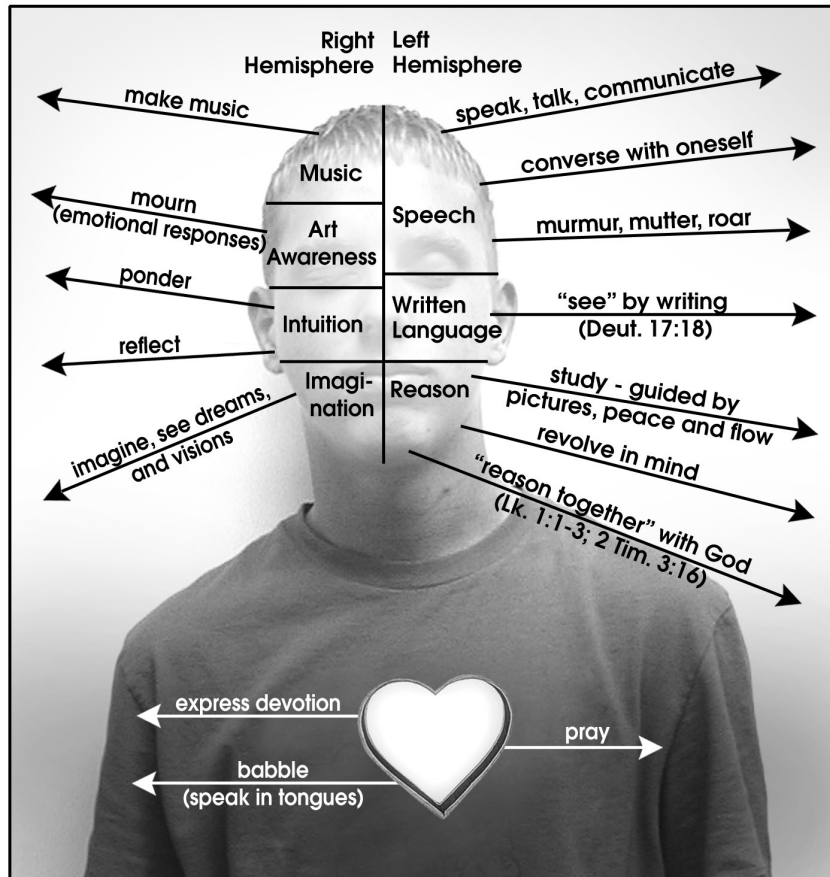 Right
Hemisphere
Left
Hemisphere
make music
mourn
(emotional responses)
ponder
reflect
imagine, see dreams,
and visions
Music
Art
Awareness
Intuition
Imagi-
nation
Speech
Written
Language
Reason
speak, talk, communicate
converse with oneself
murmur, mutter, roar
“see” by writing
(Deut. 17:18)
study - guided by
pictures, peace and flow
revolve in mind
“reason together” with God
(Lk. 1:1-3; 2 Tim. 3:16)
express devotion
babble
(speak in tongues)
pray